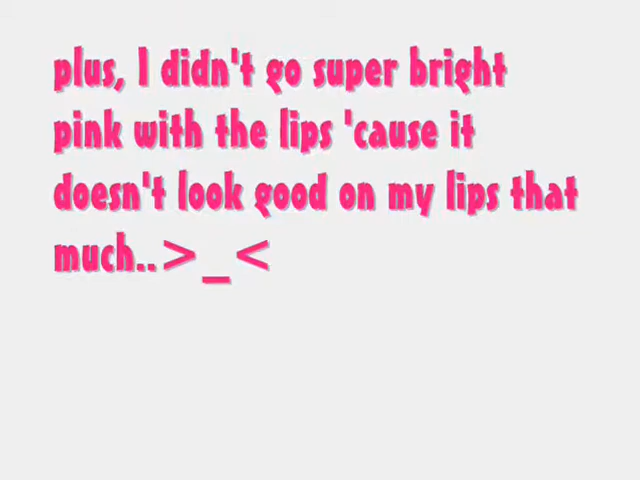 plus, I didn't go super bright
pink with the lips 'cause it
doesn't look good on my lips that
much..>_<